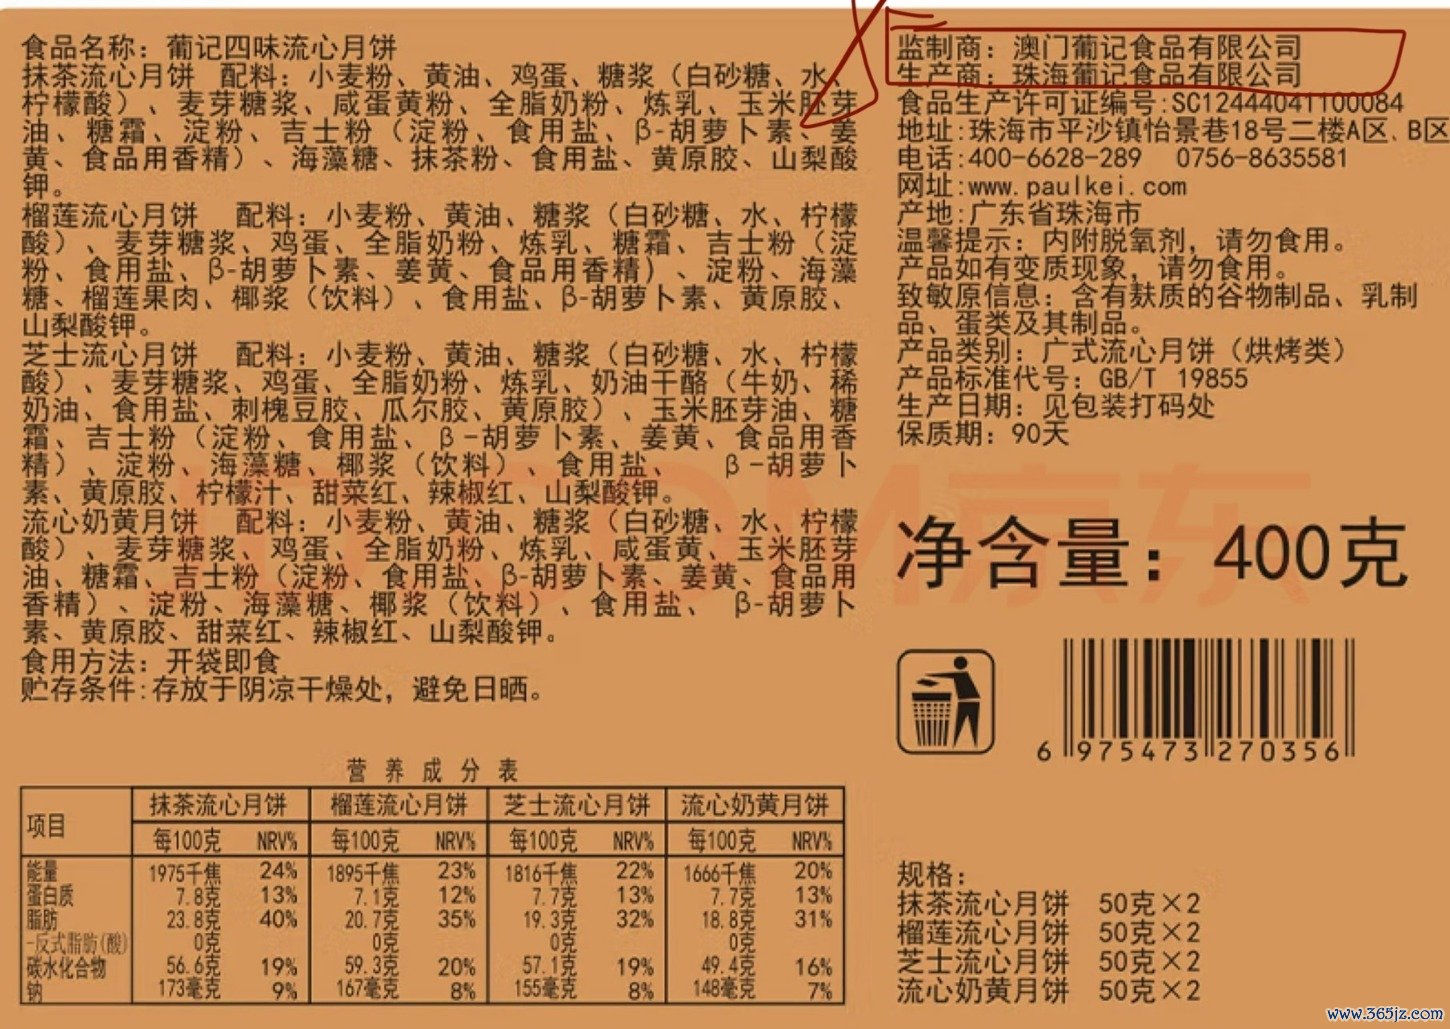 食品名称：葡记四味流心月饼
抹茶流心月饼 配料：小麦粉、黄油、鸡蛋、糖浆（白砂糖、水、
柠檬酸）、麦芽糖浆、咸蛋黄粉、全脂奶粉、炼乳、玉米胚芽
油、糖霜、淀粉、吉士粉（淀粉、食用盐、β-胡萝卜素、姜
黄、食品用香精）、海藻糖、抹茶粉、食用盐、黄原胶、山梨酸
钾。
榴莲流心月饼 配料：小麦粉、黄油、糖浆（白砂糖、水、柠檬
酸）、麦芽糖浆、鸡蛋、全脂奶粉、炼乳、糖霜、吉士粉（淀
粉、食用盐、β-胡萝卜素、姜黄、食品用香精）、淀粉、海藻
糖、榴莲果肉、椰浆（饮料）、食用盐、β-胡萝卜素、黄原胶、
山梨酸钾。
芝士流心月饼 配料：小麦粉、黄油、糖浆（白砂糖、水、柠檬
酸）、麦芽糖浆、鸡蛋、全脂奶粉、炼乳、奶油干酪（牛奶、稀
奶油、食用盐、刺槐豆胶、瓜尔胶、黄原胶）、玉米胚芽油、糖
霜、吉士粉（淀粉、食用盐、β-胡萝卜素、姜黄、食品用香
精）、淀粉、海藻糖、椰浆（饮料）、食用盐、 β-胡萝卜
素、黄原胶、柠檬汁、甜菜红、辣椒红、山梨酸钾。
流心奶黄月饼 配料：小麦粉、黄油、糖浆（白砂糖、水、柠檬
酸）、麦芽糖浆、鸡蛋、全脂奶粉、炼乳、咸蛋黄、玉米胚芽
油、糖霜、吉士粉（淀粉、食用盐、β-胡萝卜素、姜黄、食品用
香精）、淀粉、海藻糖、椰浆（饮料）、食用盐、 β-胡萝卜
素、黄原胶、甜菜红、辣椒红、山梨酸钾。
食用方法：开袋即食
贮存条件:存放于阴凉干燥处，避免日晒。
营养成分表
项目 抹茶流心月饼 榴莲流心月饼 芝士流心月饼 流心奶黄月饼
每100克 NRV% 每100克 NRV% 每100克 NRV% 每100克 NRV%
能量 1975千焦 24% 1895千焦 23% 1816千焦 22% 1666千焦 20%
蛋白质 7.8克 13% 7.1克 12% 7.7克 13% 7.7克 13%
脂肪 23.8克 40% 20.7克 35% 19.3克 32% 18.8克 31%
-反式脂肪(酸) 0克 0克 0克 0克
碳水化合物 56.6克 19% 59.3克 20% 57.1克 19% 49.4克 16%
钠 173毫克 9% 167毫克 8% 155毫克 8% 148毫克 7%
监制商：澳门葡记食品有限公司
生产商：珠海葡记食品有限公司
食品生产许可证编号:SC12444041100084
地址:珠海市平沙镇怡景巷18号二楼A区、B区
电话:400-6628-289 0756-8635581
网址:www.paulkei.com
产地:广东省珠海市
温馨提示：内附脱氧剂，请勿食用。
产品如有变质现象，请勿食用。
致敏原信息：含有麸质的谷物制品、乳制
品、蛋类及其制品。
产品类别：广式流心月饼（烘烤类）
产品标准代号：GB/T 19855
生产日期：见包装打码处
保质期：90天
JD.COM京东
净含量：400克
6 975473 270356
规格：
抹茶流心月饼 50克×2
榴莲流心月饼 50克×2
芝士流心月饼 50克×2
流心奶黄月饼 50克×2
www.365jz.com